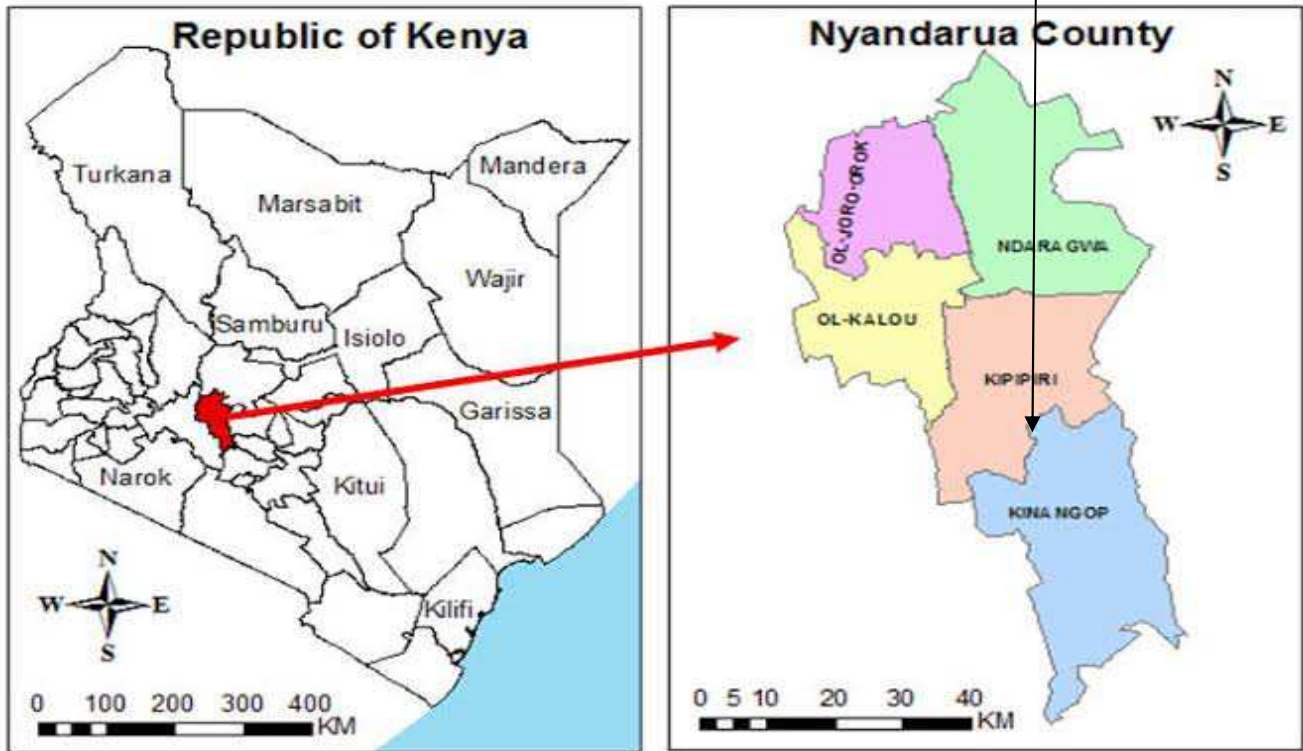 Republic of Kenya
Turkana
Marsabit
Mandera
Wajir
Samburu
Isiolo
Garissa
Narok
Kitui
Kilifi
N
W E
S
0 100 200 300 400
KM
Nyandarua County
N
W E
S
OL-JORO-OROK
NDARAGWA
OL-KALOU
KIPIPIRI
KINANGOP
0 5 10 20 30 40
KM